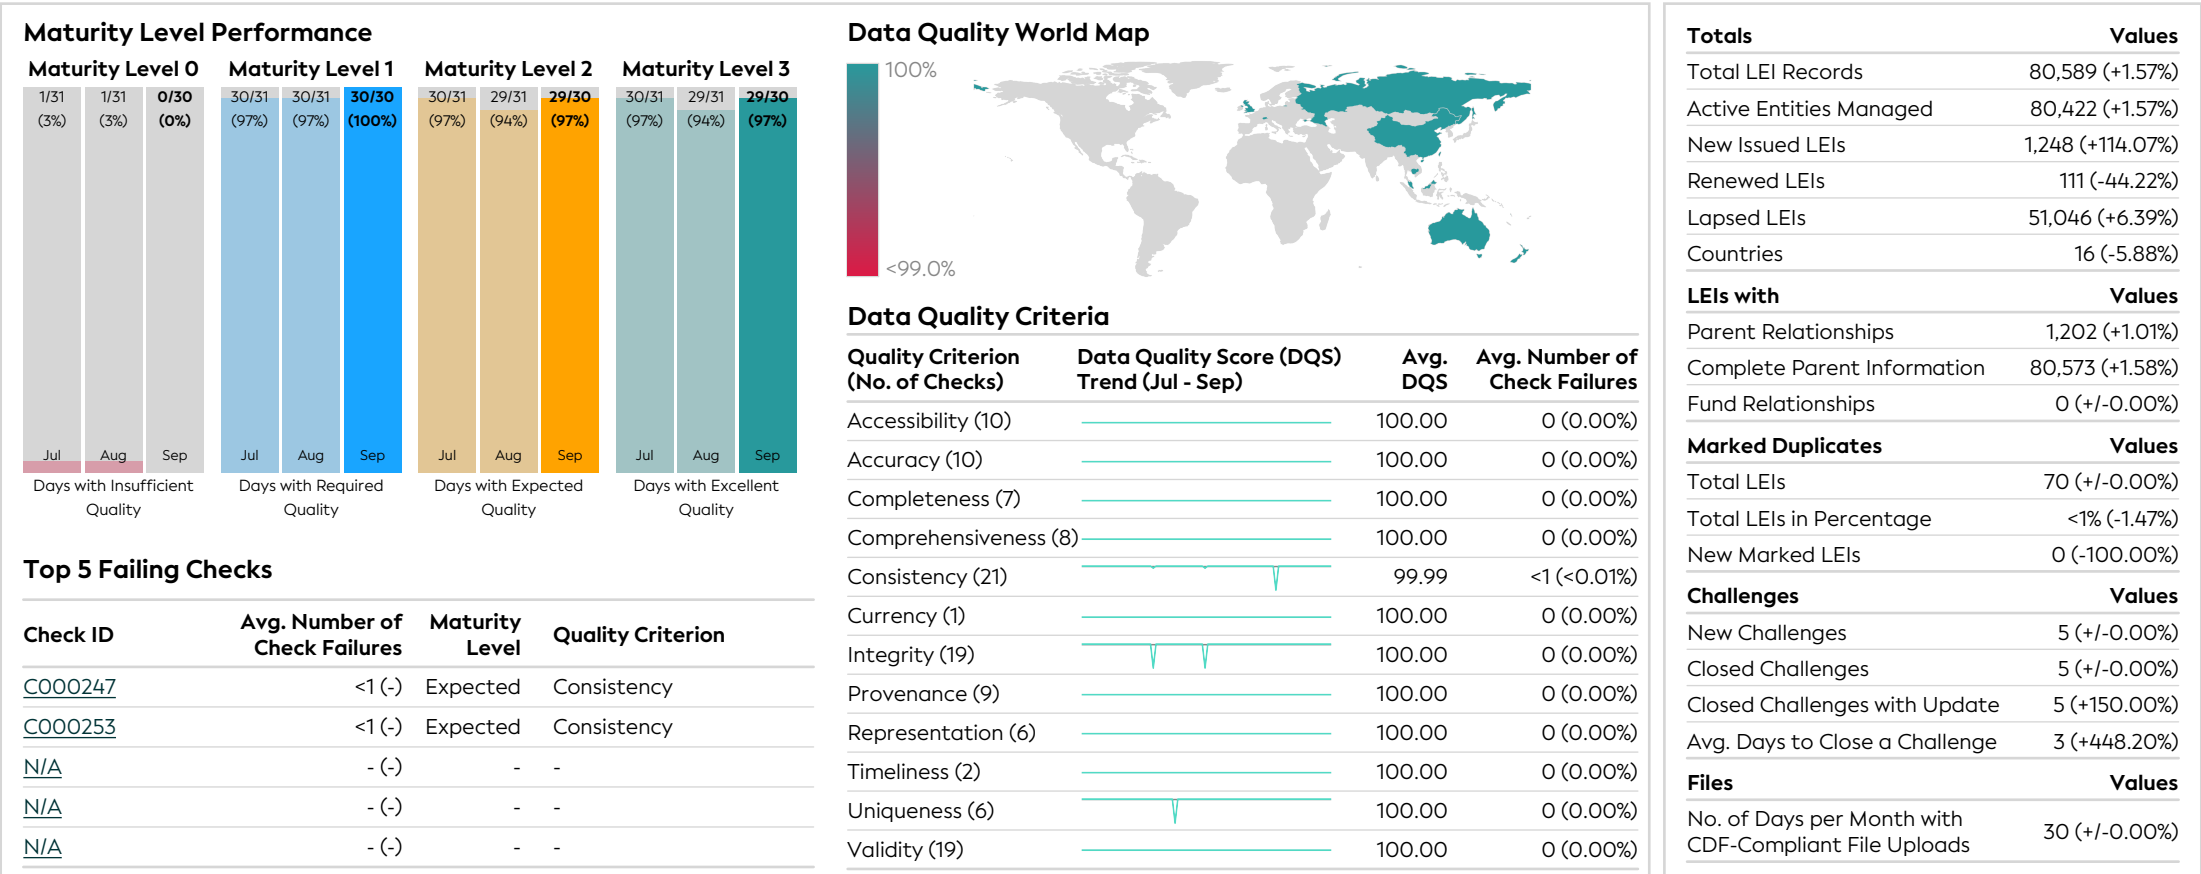 Maturity Level Performance
Maturity Level 0
Maturity Level 1
Maturity Level 2
Maturity Level 3
1/31 1/31 0/30
(3%) (3%) (0%)
30/31 30/31 30/30
(97%) (97%) (100%)
30/31 29/31 29/30
(97%) (94%) (97%)
30/31 29/31 29/30
(97%) (94%) (97%)
Jul Aug Sep
Jul Aug Sep
Jul Aug Sep
Jul Aug Sep
Days with Insufficient
Quality
Days with Required
Quality
Days with Expected
Quality
Days with Excellent
Quality
Top 5 Failing Checks
Check ID
Avg. Number of
Check Failures
Maturity
Level
Quality Criterion
C000247 <1 (-) Expected Consistency
C000253 <1 (-) Expected Consistency
N/A - (-) - -
N/A - (-) - -
N/A - (-) - -
Data Quality World Map
100%
<99.0%
Data Quality Criteria
Quality Criterion
(No. of Checks)
Data Quality Score (DQS)
Trend (Jul - Sep)
Avg.
DQS
Avg. Number of
Check Failures
Accessibility (10) 100.00 0 (0.00%)
Accuracy (10) 100.00 0 (0.00%)
Completeness (7) 100.00 0 (0.00%)
Comprehensiveness (8) 100.00 0 (0.00%)
Consistency (21) 99.99 <1 (<0.01%)
Currency (1) 100.00 0 (0.00%)
Integrity (19) 100.00 0 (0.00%)
Provenance (9) 100.00 0 (0.00%)
Representation (6) 100.00 0 (0.00%)
Timeliness (2) 100.00 0 (0.00%)
Uniqueness (6) 100.00 0 (0.00%)
Validity (19) 100.00 0 (0.00%)
Totals Values
Total LEI Records 80,589 (+1.57%)
Active Entities Managed 80,422 (+1.57%)
New Issued LEIs 1,248 (+114.07%)
Renewed LEIs 111 (-44.22%)
Lapsed LEIs 51,046 (+6.39%)
Countries 16 (-5.88%)
LEIs with Values
Parent Relationships 1,202 (+1.01%)
Complete Parent Information 80,573 (+1.58%)
Fund Relationships 0 (+/-0.00%)
Marked Duplicates Values
Total LEIs 70 (+/-0.00%)
Total LEIs in Percentage <1% (-1.47%)
New Marked LEIs 0 (-100.00%)
Challenges Values
New Challenges 5 (+/-0.00%)
Closed Challenges 5 (+/-0.00%)
Closed Challenges with Update 5 (+150.00%)
Avg. Days to Close a Challenge 3 (+448.20%)
Files Values
No. of Days per Month with
CDF-Compliant File Uploads 30 (+/-0.00%)